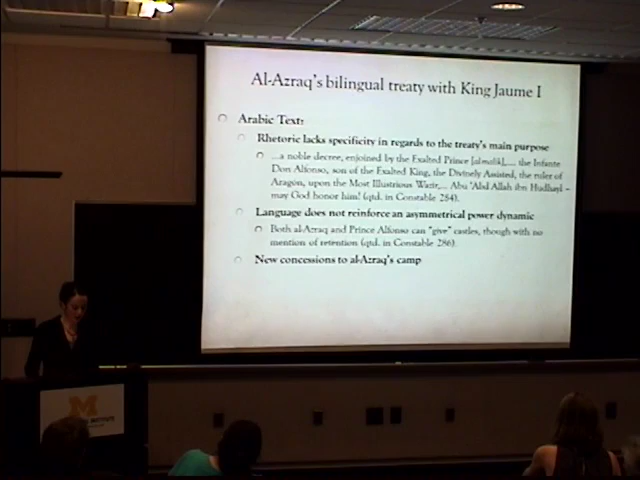 Al-Azraq's bilingual treaty with King Jaume I
Arabic Text:
Rhetoric lacks specificity in regards to the treaty's main purpose
...a noble decree, enjoined by the Exalted Prince [al-malik],.... the Infante
Don Alfonso, son of the Exalted King, the Divinely Assisted, the ruler of
Aragon, upon the Most Illustrious Wazir,... Abu 'Abd Allah ibn Hudhayl –
may God honor him! (qtd. in Constable 284).
Language does not reinforce an asymmetrical power dynamic
Both al-Azraq and Prince Alfonso can "give" castles, though with no
mention of retention (qtd. in Constable 286).
New concessions to al-Azraq's camp
M
INSTITUTE